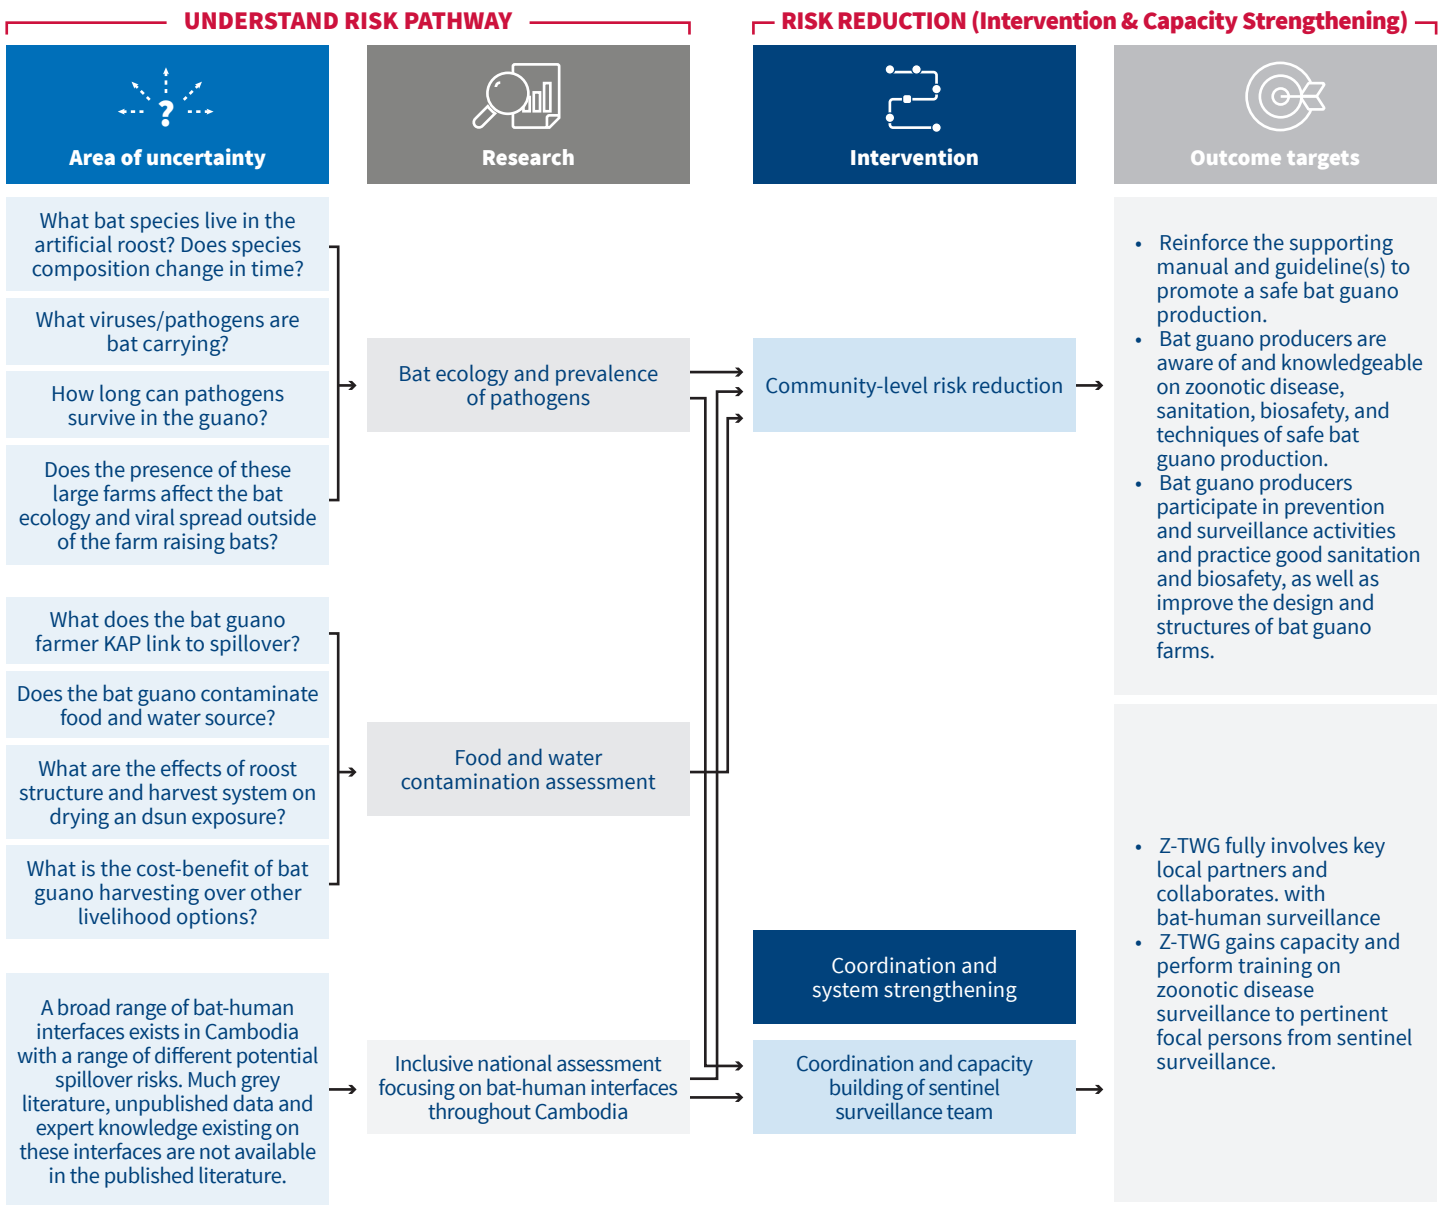 UNDERSTAND RISK PATHWAY
RISK REDUCTION (Intervention & Capacity Strengthening)
?
Area of uncertainty
Research
Intervention
Outcome targets
What bat species live in the
artificial roost? Does species
composition change in time?
What viruses/pathogens are
bat carrying?
How long can pathogens
survive in the guano?
Does the presence of these
large farms affect the bat
ecology and viral spread outside
of the farm raising bats?
Bat ecology and prevalence
of pathogens
Community-level risk reduction
• Reinforce the supporting
manual and guideline(s) to
promote a safe bat guano
production.
• Bat guano producers are
aware of and knowledgeable
on zoonotic disease,
sanitation, biosafety, and
techniques of safe bat
guano production.
• Bat guano producers
participate in prevention
and surveillance activities
and practice good sanitation
and biosafety, as well as
improve the design and
structures of bat guano
farms.
What does the bat guano
farmer KAP link to spillover?
Does the bat guano contaminate
food and water source?
What are the effects of roost
structure and harvest system on
drying an dsun exposure?
What is the cost-benefit of bat
guano harvesting over other
livelihood options?
Food and water
contamination assessment
A broad range of bat-human
interfaces exists in Cambodia
with a range of different potential
spillover risks. Much grey
literature, unpublished data and
expert knowledge existing on
these interfaces are not available
in the published literature.
Inclusive national assessment
focusing on bat-human interfaces
throughout Cambodia
Coordination and
system strengthening
Coordination and capacity
building of sentinel
surveillance team
• Z-TWG fully involves key
local partners and
collaborates. with
bat-human surveillance
• Z-TWG gains capacity and
perform training on
zoonotic disease
surveillance to pertinent
focal persons from sentinel
surveillance.